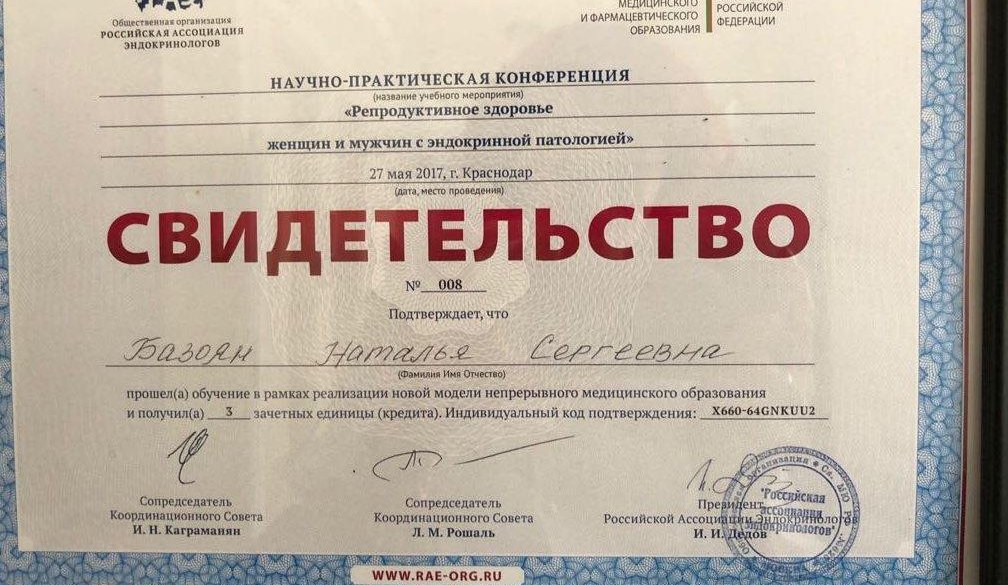 Общественная организация
РОССИЙСКАЯ АССОЦИАЦИЯ
ЭНДОКРИНОЛОГОВ
МЕДИЦИНСКОГО
И ФАРМАЦЕВТИЧЕСКОГО
ОБРАЗОВАНИЯ
РОССИЙСКОЙ
ФЕДЕРАЦИИ
НАУЧНО-ПРАКТИЧЕСКАЯ КОНФЕРЕНЦИЯ
(название учебного мероприятия)
«Репродуктивное здоровье
женщин и мужчин с эндокринной патологией»
27 мая 2017, г. Краснодар
(дата, место проведения)
СВИДЕТЕЛЬСТВО
№ 008
Подтверждает, что
Базоян Наталья Сергеевна
(Фамилия Имя Отчество)
прошел(а) обучение в рамках реализации новой модели непрерывного медицинского образования
и получил(а) 3 зачетных единицы (кредита). Индивидуальный код подтверждения: X660-64GNKUU2
Сопредседатель
Координационного Совета
И. Н. Каграманян
Сопредседатель
Координационного Совета
Л. М. Рошаль
Президент
Российской Ассоциации Эндокринологов
И. И. Дедов
"Российская
ассоциация
эндокринологов"
WWW.RAE-ORG.RU